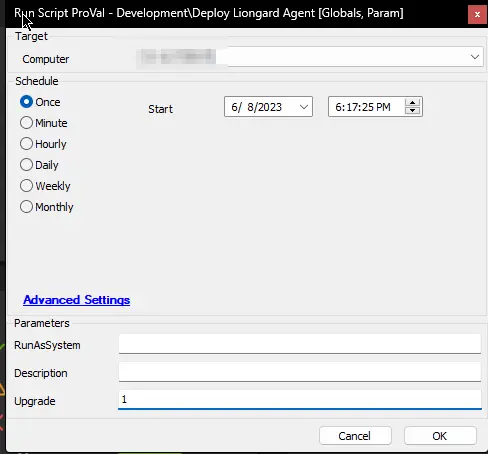 Run Script ProVal - Development\Deploy Liongard Agent [Globals, Param]
Target
Computer
Schedule
Once
Start
6/ 8/2023
6:17:25 PM
Minute
Hourly
Daily
Weekly
Monthly
Advanced Settings
Parameters
RunAsSystem
Description
Upgrade
1
Cancel
OK